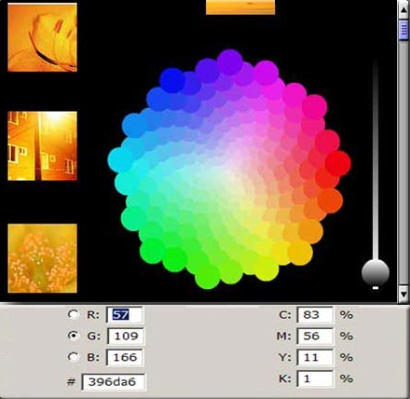 R: 57 C: 83 %
G: 109 M: 56 %
B: 166 Y: 11 %
# 396da6 K: 1 %